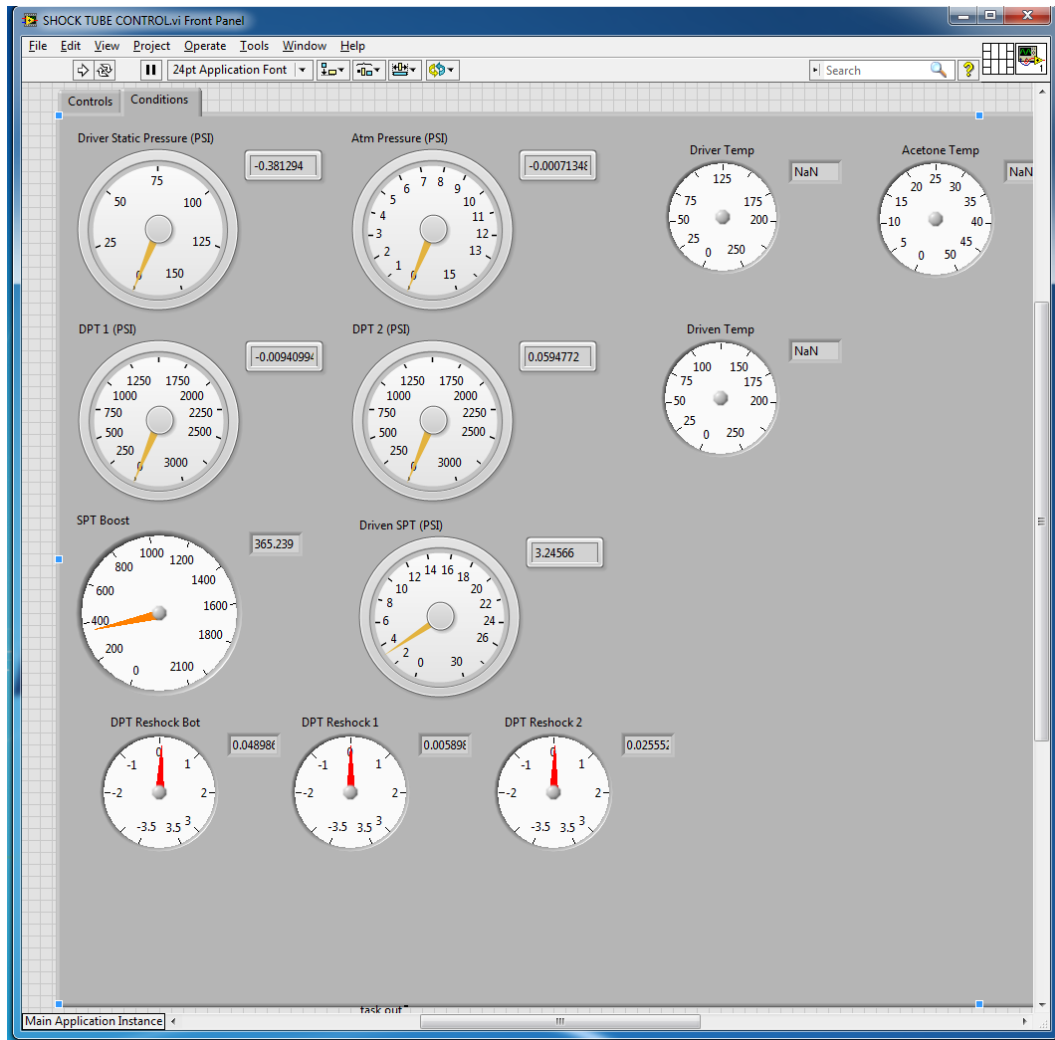 SHOCK TUBE CONTROL.vi Front Panel
File Edit View Project Operate Tools Window Help
24pt Application Font
Search
1
Controls Conditions
Driver Static Pressure (PSI)
-0.381294
0 25 50 75 100 125 150
Atm Pressure (PSI)
-0.00071348
0 1 2 3 4 5 6 7 8 9 10 11 12 13 15
Driver Temp
NaN
0 25 50 75 125 175 200 250
Acetone Temp
NaN
0 5 10 15 20 25 30 35 40 45 50
DPT 1 (PSI)
-0.00940994
0 250 500 750 1000 1250 1750 2000 2250 2500 3000
DPT 2 (PSI)
0.0594772
0 250 500 750 1000 1250 1750 2000 2250 2500 3000
Driven Temp
NaN
0 25 50 75 100 150 175 200 250
SPT Boost
365.239
0 200 400 600 800 1000 1200 1400 1600 1800 2100
Driven SPT (PSI)
3.24566
0 2 4 6 8 10 12 14 16 18 20 22 24 26 30
DPT Reshock Bot
0.04898
-3.5 -2 -1 0 1 2 3 3.5
DPT Reshock 1
0.00589
-3.5 -2 -1 0 1 2 3 3.5
DPT Reshock 2
0.02555
-3.5 -2 -1 0 1 2 3 3.5
task out
Main Application Instance